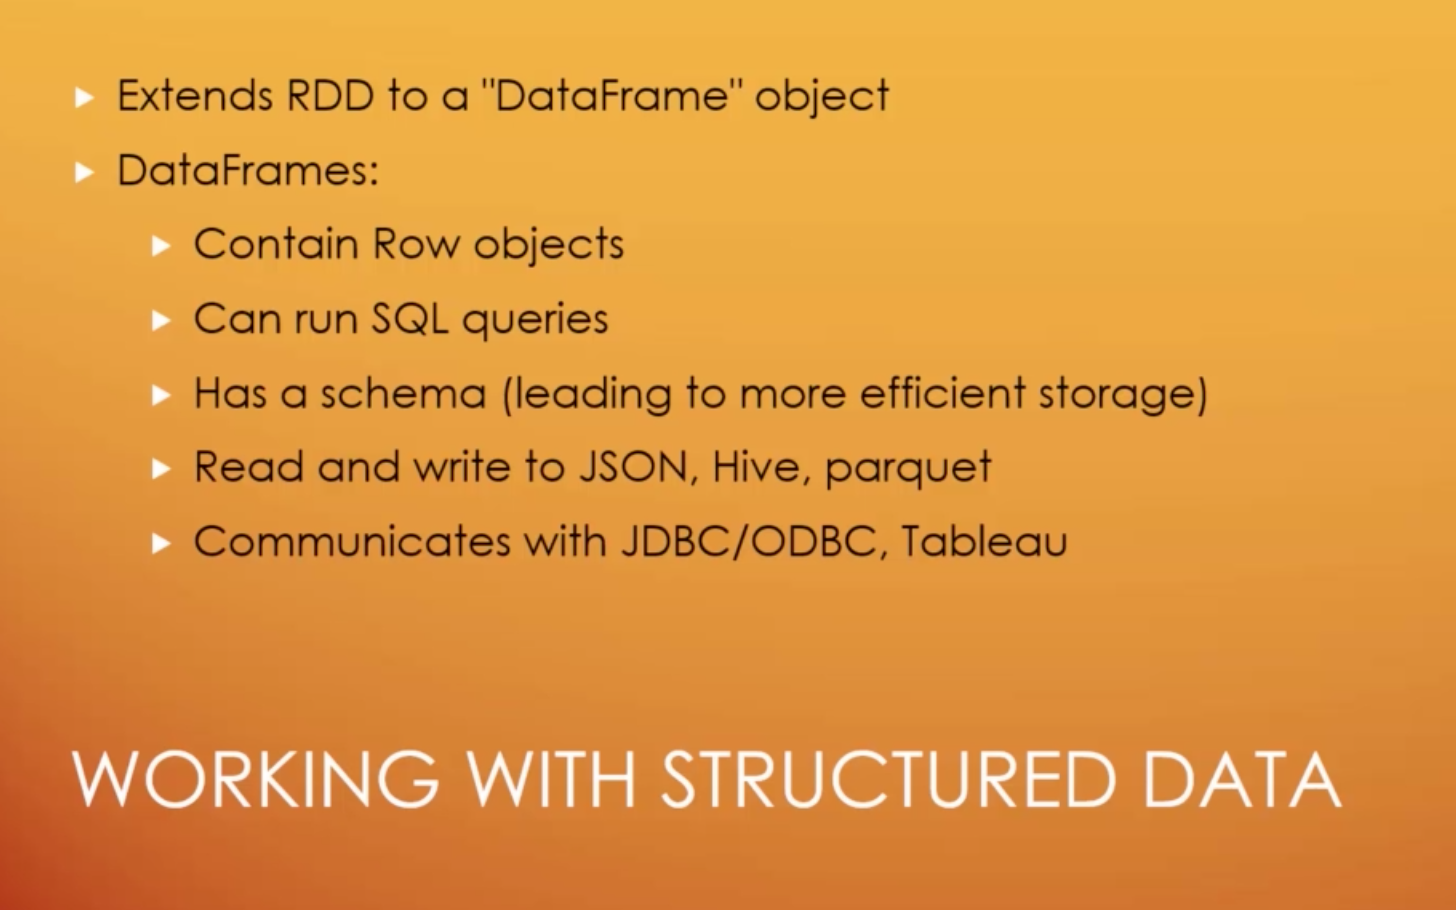 Extends RDD to a "DataFrame" object
DataFrames:
Contain Row objects
Can run SQL queries
Has a schema (leading to more efficient storage)
Read and write to JSON, Hive, parquet
Communicates with JDBC/ODBC, Tableau
WORKING WITH STRUCTURED DATA